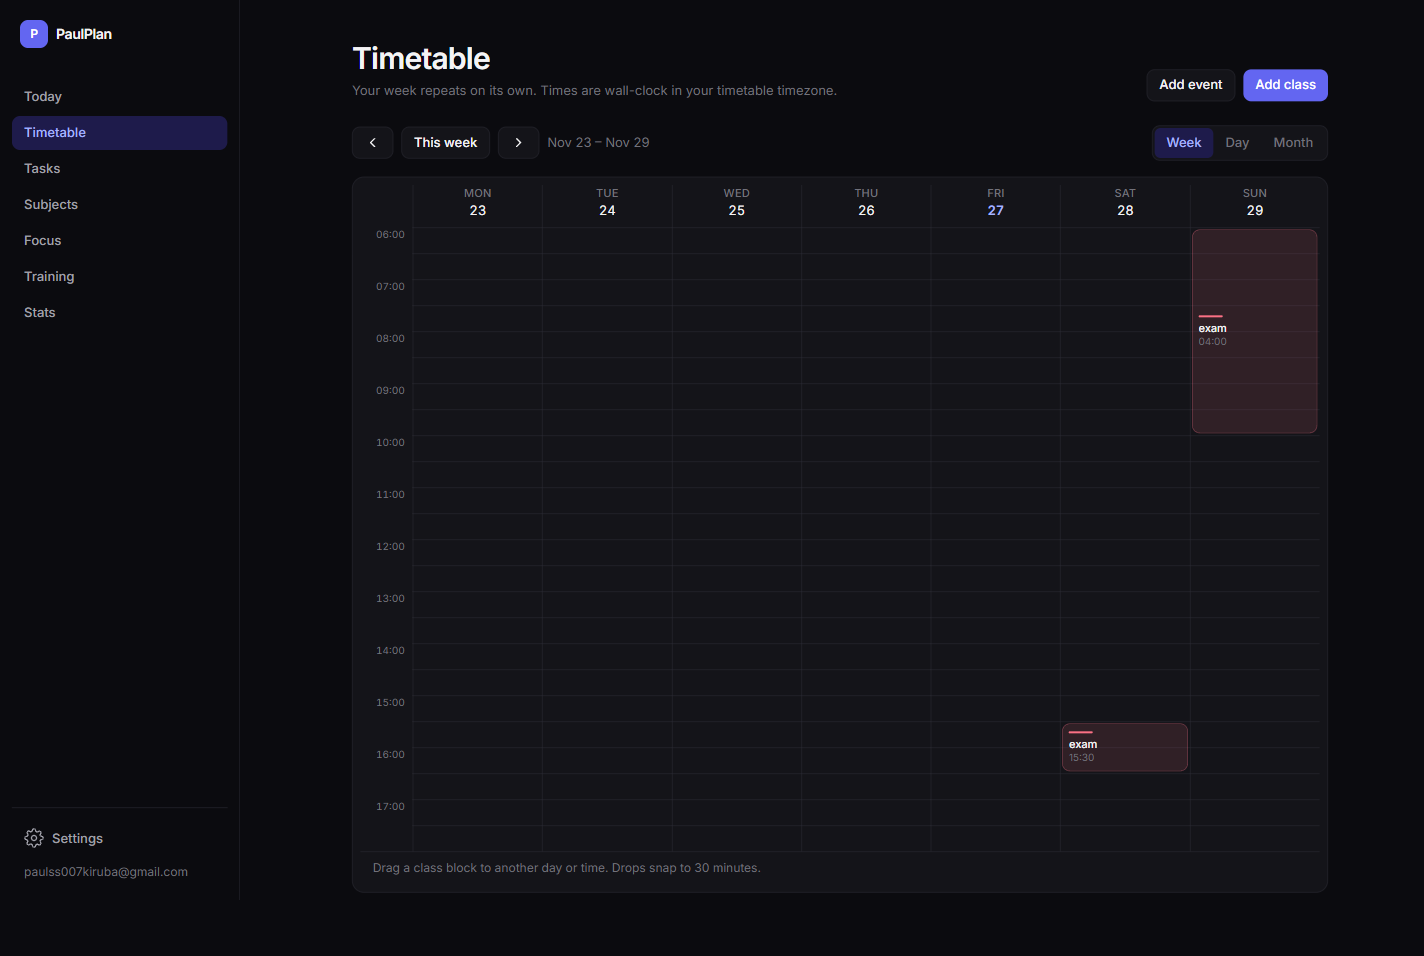 P PaulPlan
Today
Timetable
Tasks
Subjects
Focus
Training
Stats
Settings
paulss007kiruba@gmail.com
Timetable
Your week repeats on its own. Times are wall-clock in your timetable timezone.
Add event Add class
This week Nov 23 – Nov 29
Week Day Month
MON TUE WED THU FRI SAT SUN
23 24 25 26 27 28 29
06:00
07:00
exam
08:00 04:00
09:00
10:00
11:00
12:00
13:00
14:00
15:00
exam
16:00 15:30
17:00
Drag a class block to another day or time. Drops snap to 30 minutes.